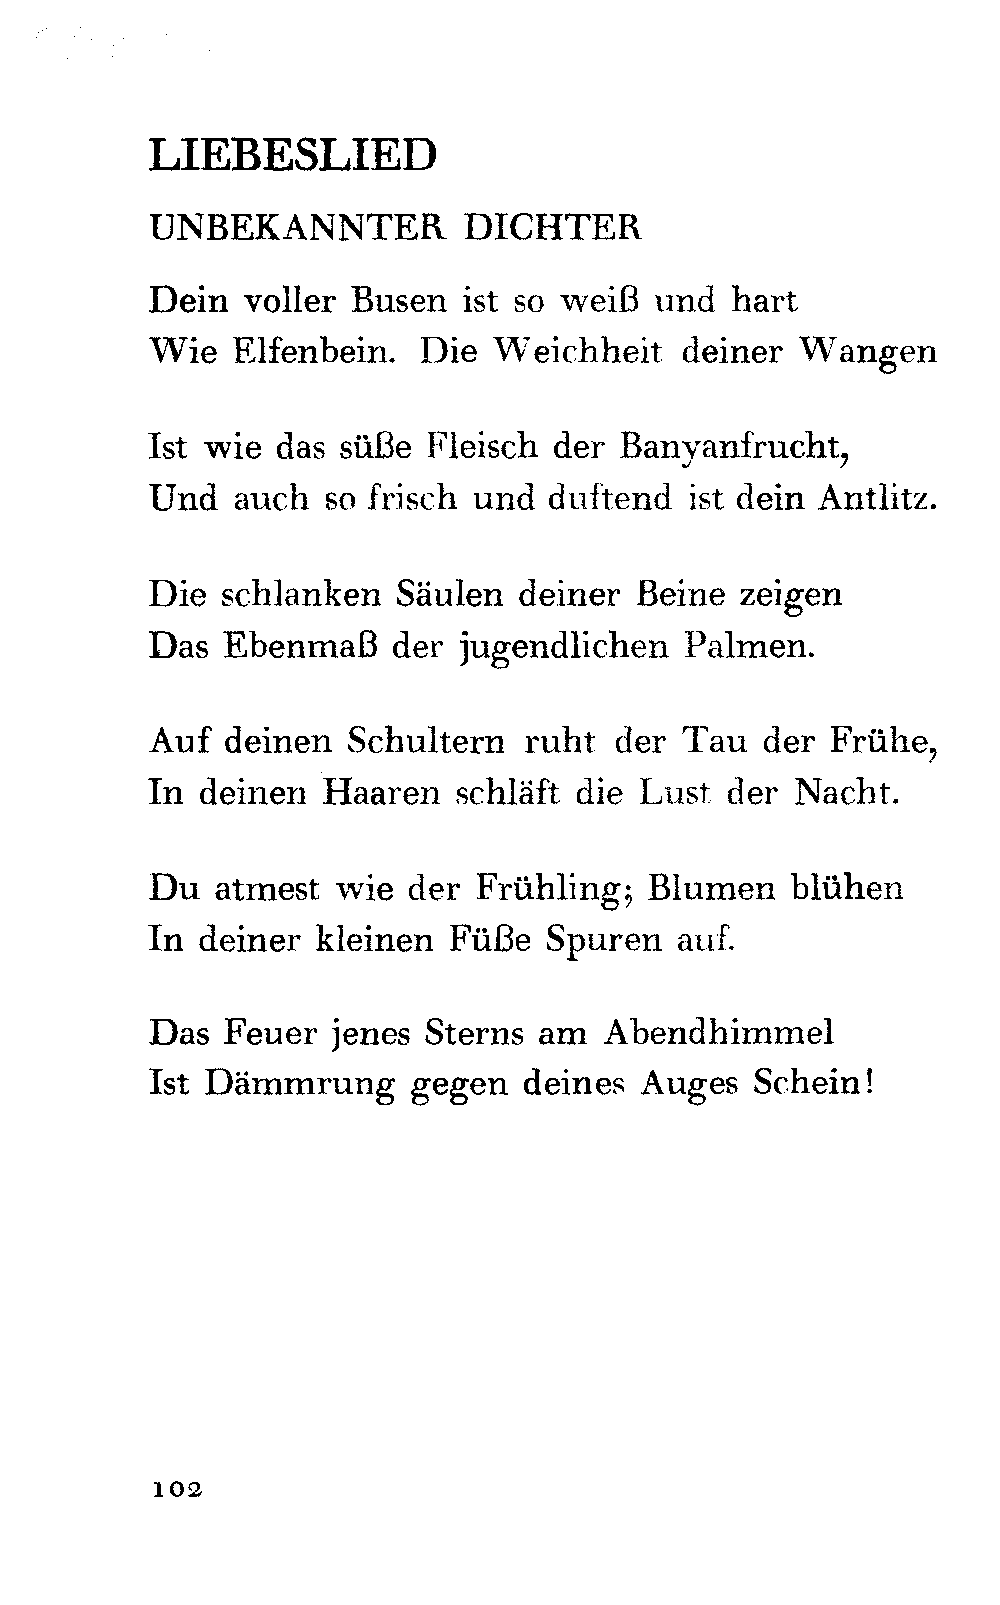 LIEBESLIED
UNBEKANNTER DICHTER
Dein voller Busen ist so weiß und hart
Wie Elfenbein. Die Weichheit deiner Wangen
Ist wie das süße Fleisch der Banyanfrucht,
Und auch so frisch und duftend ist dein Antlitz.
Die schlanken Säulen deiner Beine zeigen
Das Ebenmaß der jugendlichen Palmen.
Auf deinen Schultern ruht der Tau der Frühe,
In deinen Haaren schläft die Lust der Nacht.
Du atmest wie der Frühling; Blumen blühen
In deiner kleinen Füße Spuren auf.
Das Feuer jenes Sterns am Abendhimmel
Ist Dämmrung gegen deines Auges Schein!
102